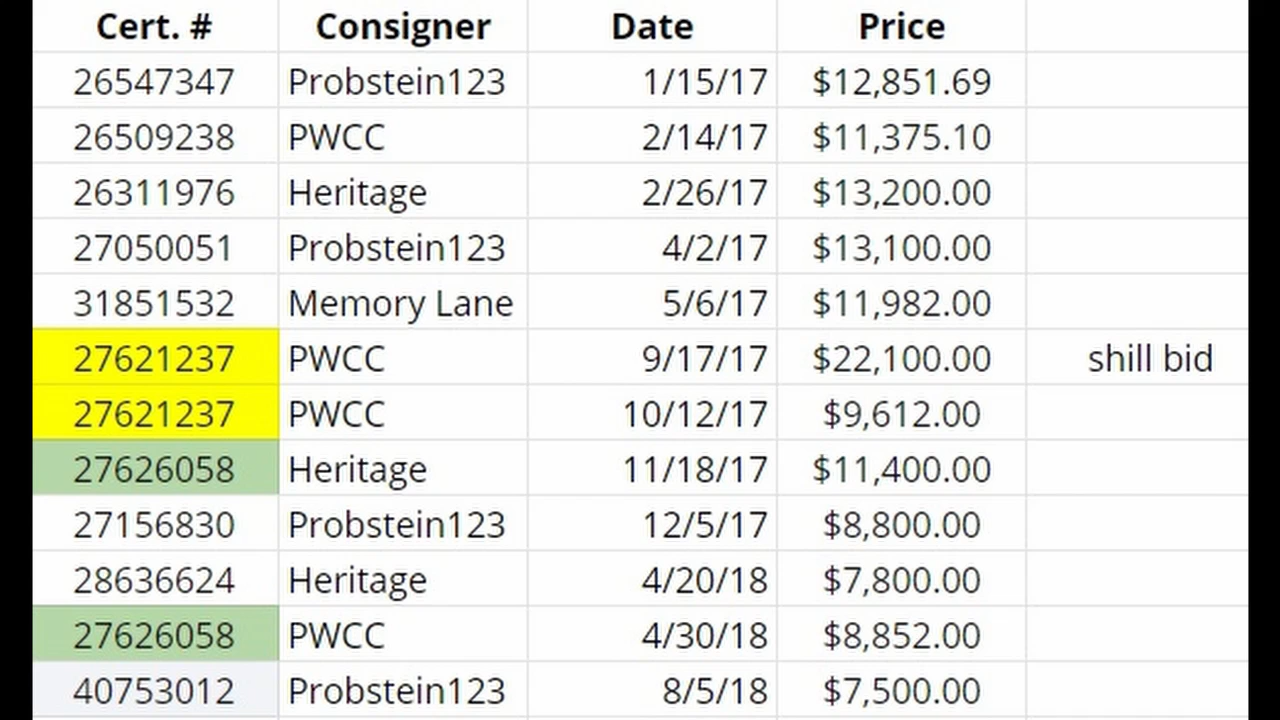 Cert. # Consigner Date Price
26547347 Probstein123 1/15/17 $12,851.69
26509238 PWCC 2/14/17 $11,375.10
26311976 Heritage 2/26/17 $13,200.00
27050051 Probstein123 4/2/17 $13,100.00
31851532 Memory Lane 5/6/17 $11,982.00
27621237 PWCC 9/17/17 $22,100.00 shill bid
27621237 PWCC 10/12/17 $9,612.00
27626058 Heritage 11/18/17 $11,400.00
27156830 Probstein123 12/5/17 $8,800.00
28636624 Heritage 4/20/18 $7,800.00
27626058 PWCC 4/30/18 $8,852.00
40753012 Probstein123 8/5/18 $7,500.00